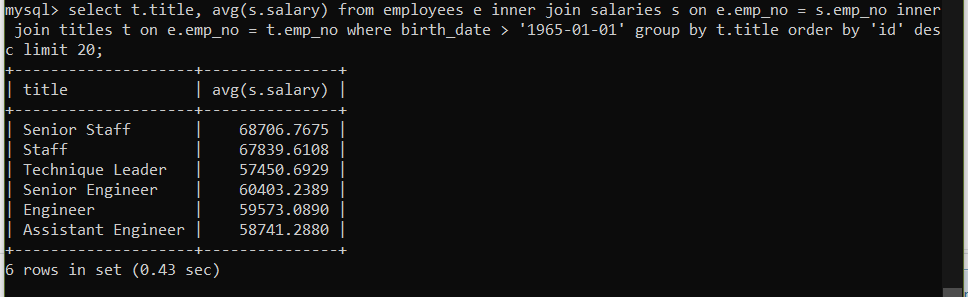 mysql> select t.title, avg(s.salary) from employees e inner join salaries s on e.emp_no = s.emp_no inner
 join titles t on e.emp_no = t.emp_no where birth_date > '1965-01-01' group by t.title order by 'id' des
c limit 20;
+--------------------+---------------+
| title              | avg(s.salary) |
+--------------------+---------------+
| Senior Staff       |    68706.7675 |
| Staff              |    67839.6108 |
| Technique Leader   |    57450.6929 |
| Senior Engineer    |    60403.2389 |
| Engineer           |    59573.0890 |
| Assistant Engineer |    58741.2880 |
+--------------------+---------------+
6 rows in set (0.43 sec)